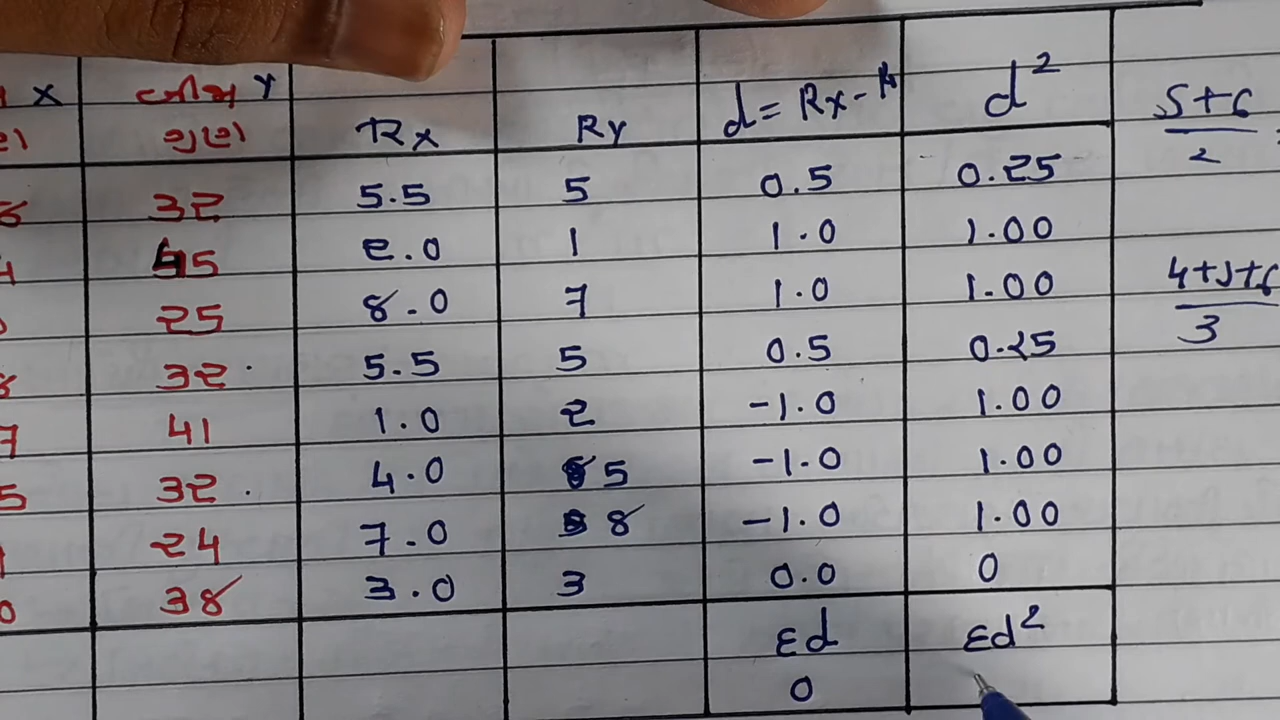 x Y Rx Ry d = Rx - R d² 5+6
ગુણ 2
32 5.5 5 0.5 0.25
45 2.0 1 1.0 1.00
25 8.0 7 1.0 1.00 4+5+6
32 5.5 5 0.5 0.25 3
7 41 1.0 2 -1.0 1.00
5 32 4.0 5 -1.0 1.00
24 7.0 8 -1.0 1.00
0 38 3.0 3 0.0 0
Σd Σd²
0